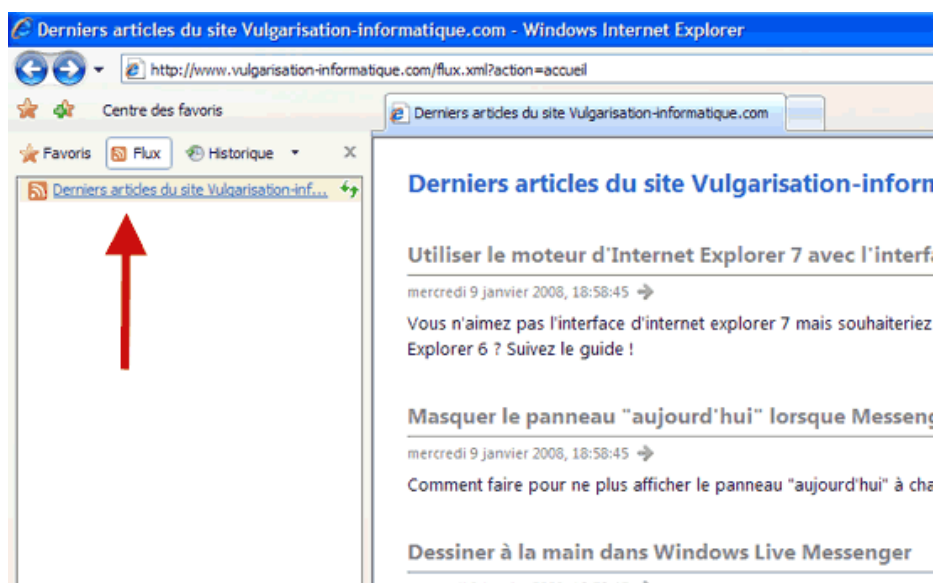 Derniers articles du site Vulgarisation-informatique.com - Windows Internet Explorer
http://www.vulgarisation-informatique.com/flux.xml?action=accueil
Centre des favoris
Derniers articles du site Vulgarisation-informatique.com
Favoris Flux Historique
Derniers articles du site Vulgarisation-inf...
Derniers articles du site Vulgarisation-inform
Utiliser le moteur d'Internet Explorer 7 avec l'interfa
mercredi 9 janvier 2008, 18:58:45
Vous n'aimez pas l'interface d'internet explorer 7 mais souhaiteriez
Explorer 6 ? Suivez le guide !
Masquer le panneau "aujourd'hui" lorsque Messeng
mercredi 9 janvier 2008, 18:58:45
Comment faire pour ne plus afficher le panneau "aujourd'hui" à cha
Dessiner à la main dans Windows Live Messenger